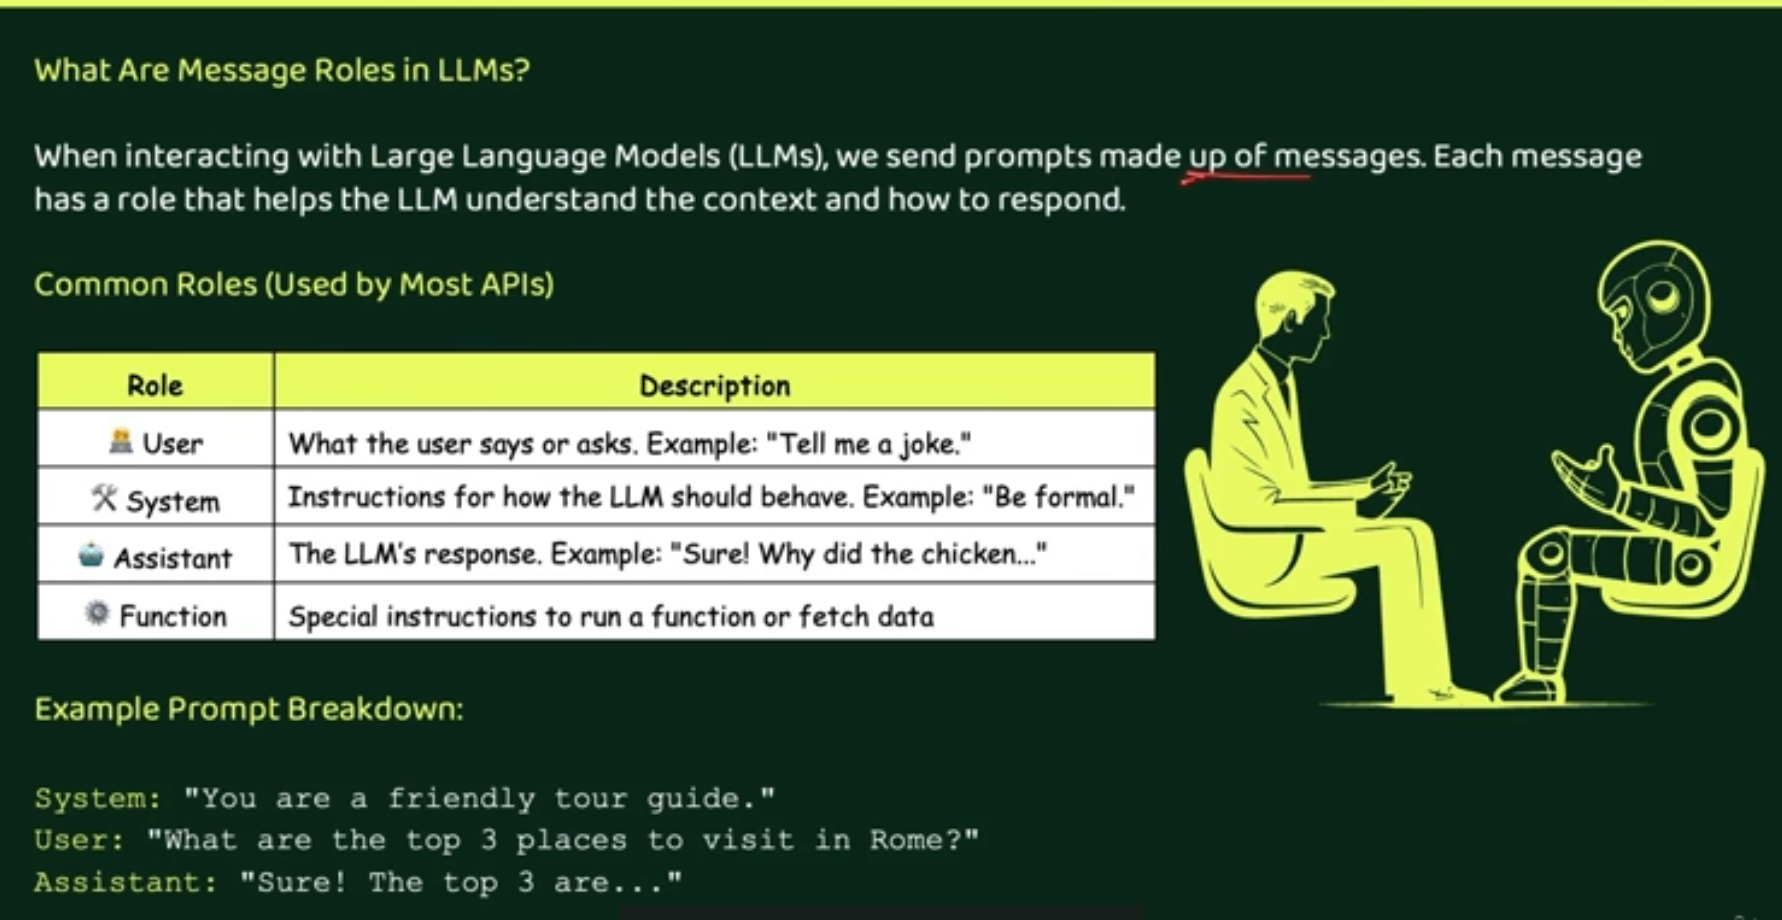 What Are Message Roles in LLMs?
When interacting with Large Language Models (LLMs), we send prompts made up of messages. Each message
has a role that helps the LLM understand the context and how to respond.
Common Roles (Used by Most APIs)
Role Description
User What the user says or asks. Example: "Tell me a joke."
System Instructions for how the LLM should behave. Example: "Be formal."
Assistant The LLM's response. Example: "Sure! Why did the chicken..."
Function Special instructions to run a function or fetch data
Example Prompt Breakdown:
System: "You are a friendly tour guide."
User: "What are the top 3 places to visit in Rome?"
Assistant: "Sure! The top 3 are..."